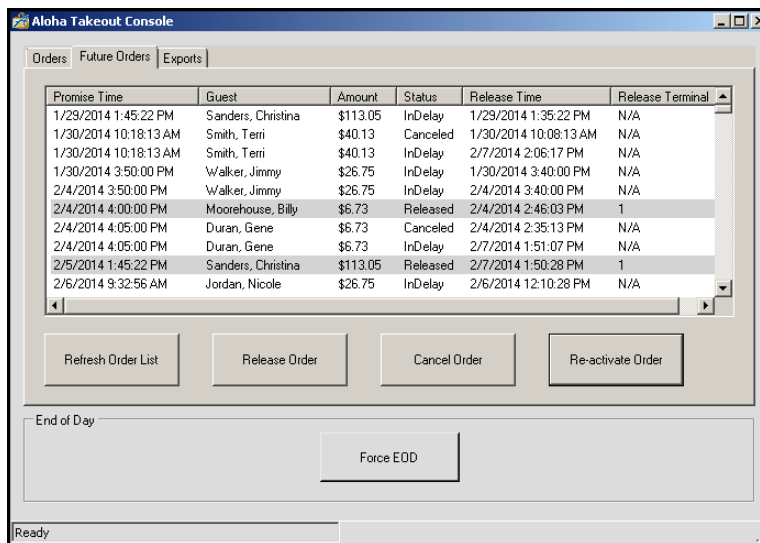 Aloha Takeout Console
Orders Future Orders Exports
Promise Time Guest Amount Status Release Time Release Terminal
1/29/2014 1:45:22 PM Sanders, Christina $113.05 InDelay 1/29/2014 1:35:22 PM N/A
1/30/2014 10:18:13 AM Smith, Terri $40.13 Canceled 1/30/2014 10:08:13 AM N/A
1/30/2014 10:18:13 AM Smith, Terri $40.13 InDelay 2/7/2014 2:06:17 PM N/A
1/30/2014 3:50:00 PM Walker, Jimmy $26.75 InDelay 1/30/2014 3:40:00 PM N/A
2/4/2014 3:50:00 PM Walker, Jimmy $26.75 InDelay 2/4/2014 3:40:00 PM N/A
2/4/2014 4:00:00 PM Moorehouse, Billy $6.73 Released 2/4/2014 2:46:03 PM 1
2/4/2014 4:05:00 PM Duran, Gene $6.73 Canceled 2/4/2014 2:35:13 PM N/A
2/4/2014 4:05:00 PM Duran, Gene $6.73 InDelay 2/7/2014 1:51:07 PM N/A
2/5/2014 1:45:22 PM Sanders, Christina $113.05 Released 2/7/2014 1:50:28 PM 1
2/6/2014 9:32:56 AM Jordan, Nicole $26.75 InDelay 2/6/2014 12:10:28 PM N/A
Refresh Order List Release Order Cancel Order Re-activate Order
End of Day
Force EOD
Ready